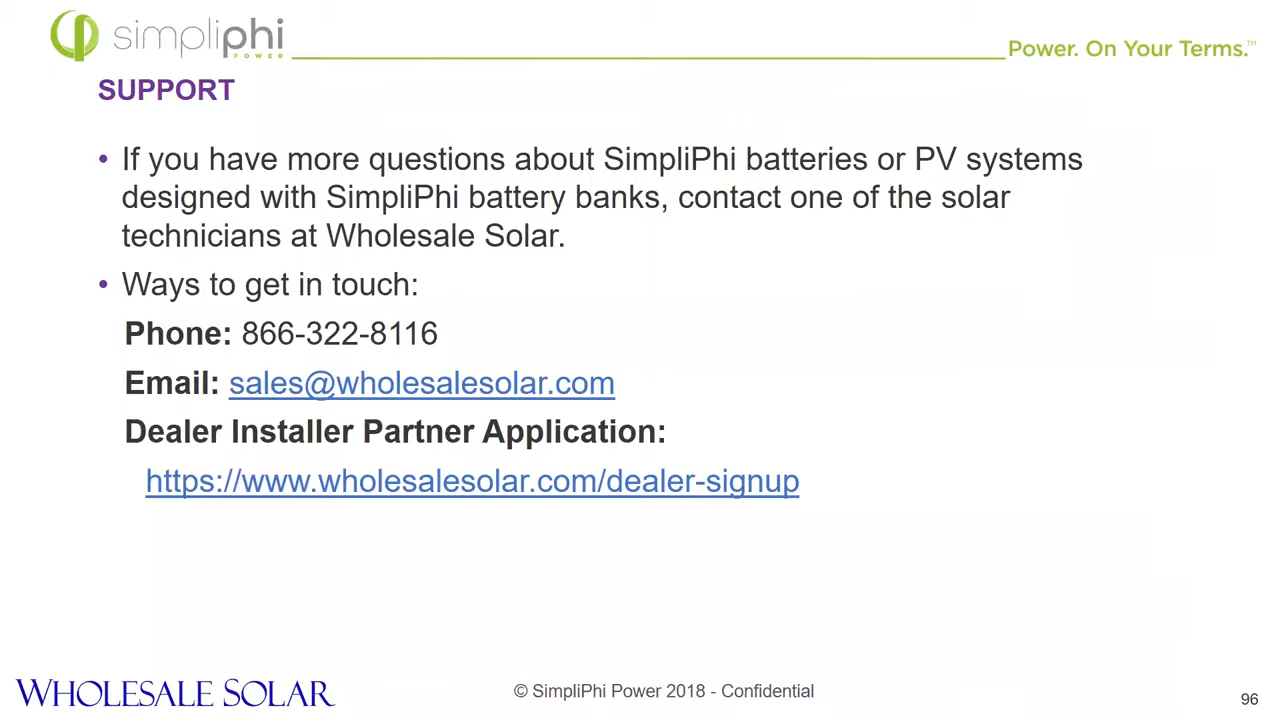 simpliphi
POWER
Power. On Your Terms.™
SUPPORT
• If you have more questions about SimpliPhi batteries or PV systems
designed with SimpliPhi battery banks, contact one of the solar
technicians at Wholesale Solar.
• Ways to get in touch:
Phone: 866-322-8116
Email: sales@wholesalesolar.com
Dealer Installer Partner Application:
https://www.wholesalesolar.com/dealer-signup
WHOLESALE SOLAR
© SimpliPhi Power 2018 - Confidential
96